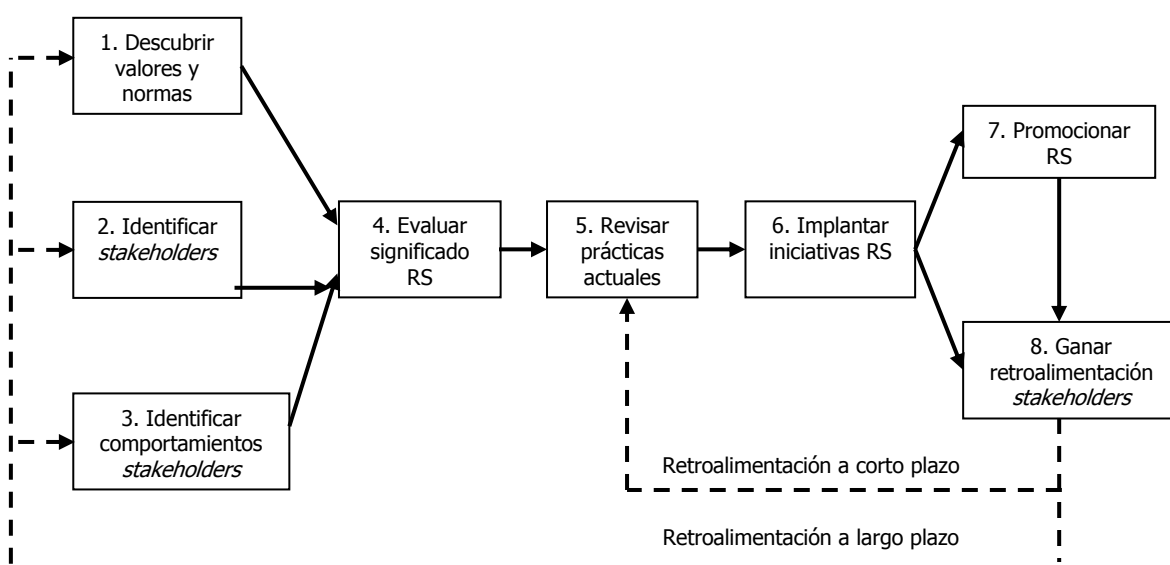 1. Descubrir
valores y
normas
2. Identificar
stakeholders
3. Identificar
comportamientos
stakeholders
4. Evaluar
significado
RS
5. Revisar
prácticas
actuales
6. Implantar
iniciativas RS
7. Promocionar
RS
8. Ganar
retroalimentación
stakeholders
Retroalimentación a corto plazo
Retroalimentación a largo plazo